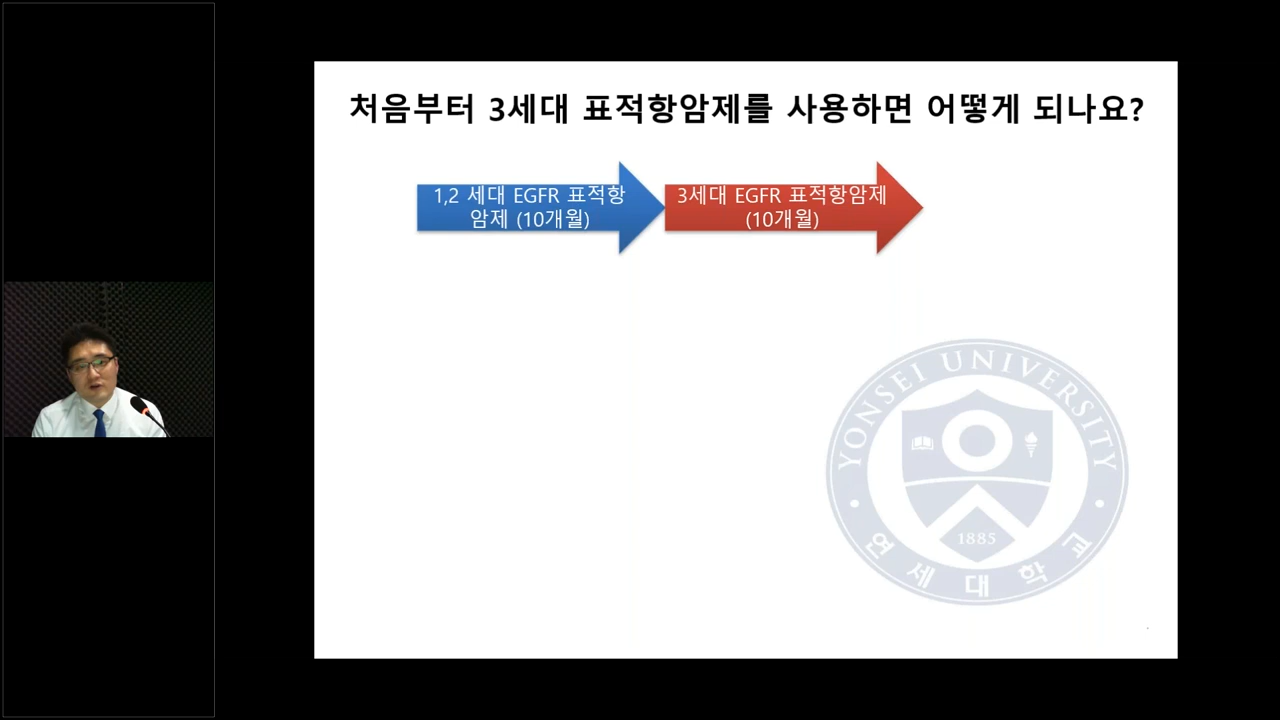 처음부터 3세대 표적항암제를 사용하면 어떻게 되나요?
1,2 세대 EGFR 표적항
암제 (10개월)
3세대 EGFR 표적항암제
(10개월)
YONSEI UNIVERSITY
1885
연세대학교